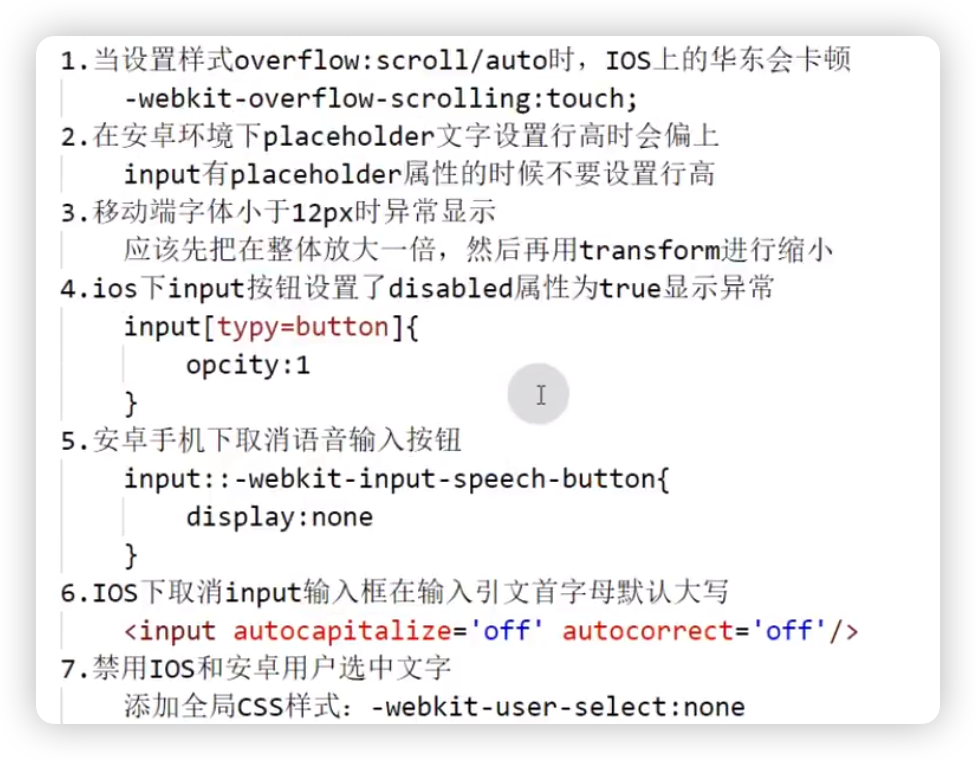 1.当设置样式overflow:scroll/auto时，IOS上的华东会卡顿
-webkit-overflow-scrolling:touch;
2.在安卓环境下placeholder文字设置行高时会偏上
input有placeholder属性的时候不要设置行高
3.移动端字体小于12px时异常显示
应该先把在整体放大一倍，然后再用transform进行缩小
4.ios下input按钮设置了disabled属性为true显示异常
input[typy=button]{
opcity:1
}
5.安卓手机下取消语音输入按钮
input::-webkit-input-speech-button{
display:none
}
6.IOS下取消input输入框在输入引文首字母默认大写
<input autocapitalize='off' autocorrect='off'/>
7.禁用IOS和安卓用户选中文字
添加全局CSS样式：-webkit-user-select:none